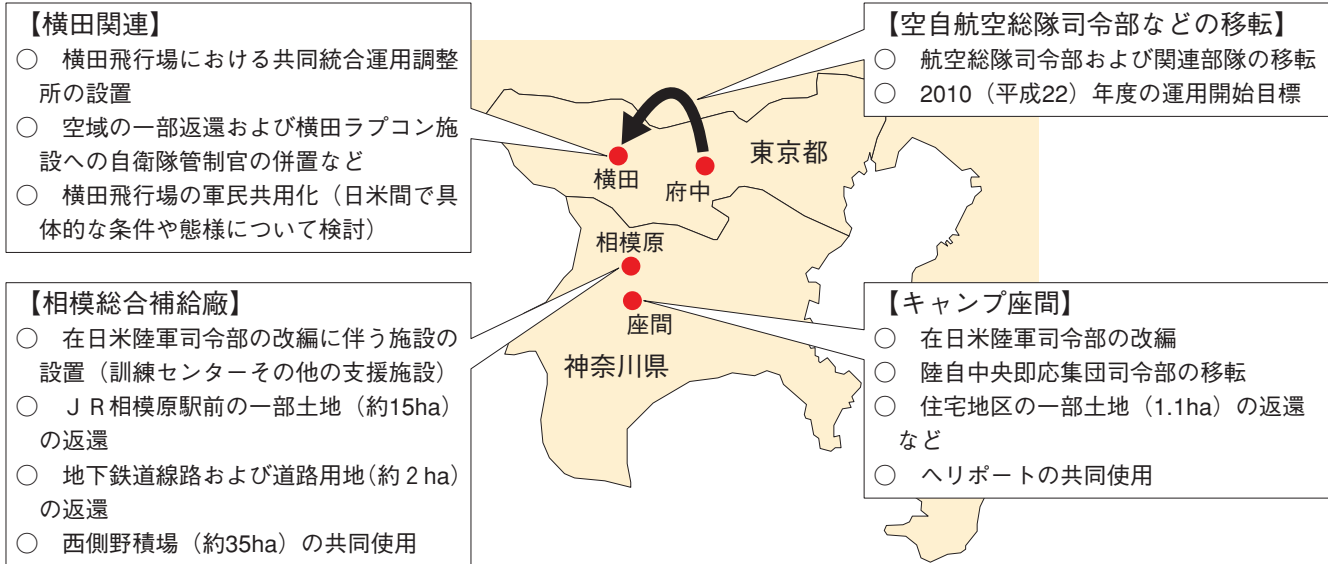 【横田関連】
○　横田飛行場における共同統合運用調整
所の設置
○　空域の一部返還および横田ラプコン施
設への自衛隊管制官の併置など
○　横田飛行場の軍民共用化（日米間で具
体的な条件や態様について検討）
【空自航空総隊司令部などの移転】
○　航空総隊司令部および関連部隊の移転
○　2010（平成22）年度の運用開始目標
東京都
横田
府中
相模原
座間
神奈川県
【相模総合補給廠】
○　在日米陸軍司令部の改編に伴う施設の
設置（訓練センターその他の支援施設）
○　ＪＲ相模原駅前の一部土地（約15ha）
の返還
○　地下鉄道線路および道路用地（約２ha）
の返還
○　西側野積場（約35ha）の共同使用
【キャンプ座間】
○　在日米陸軍司令部の改編
○　陸自中央即応集団司令部の移転
○　住宅地区の一部土地（1.1ha）の返還
など
○　ヘリポートの共同使用